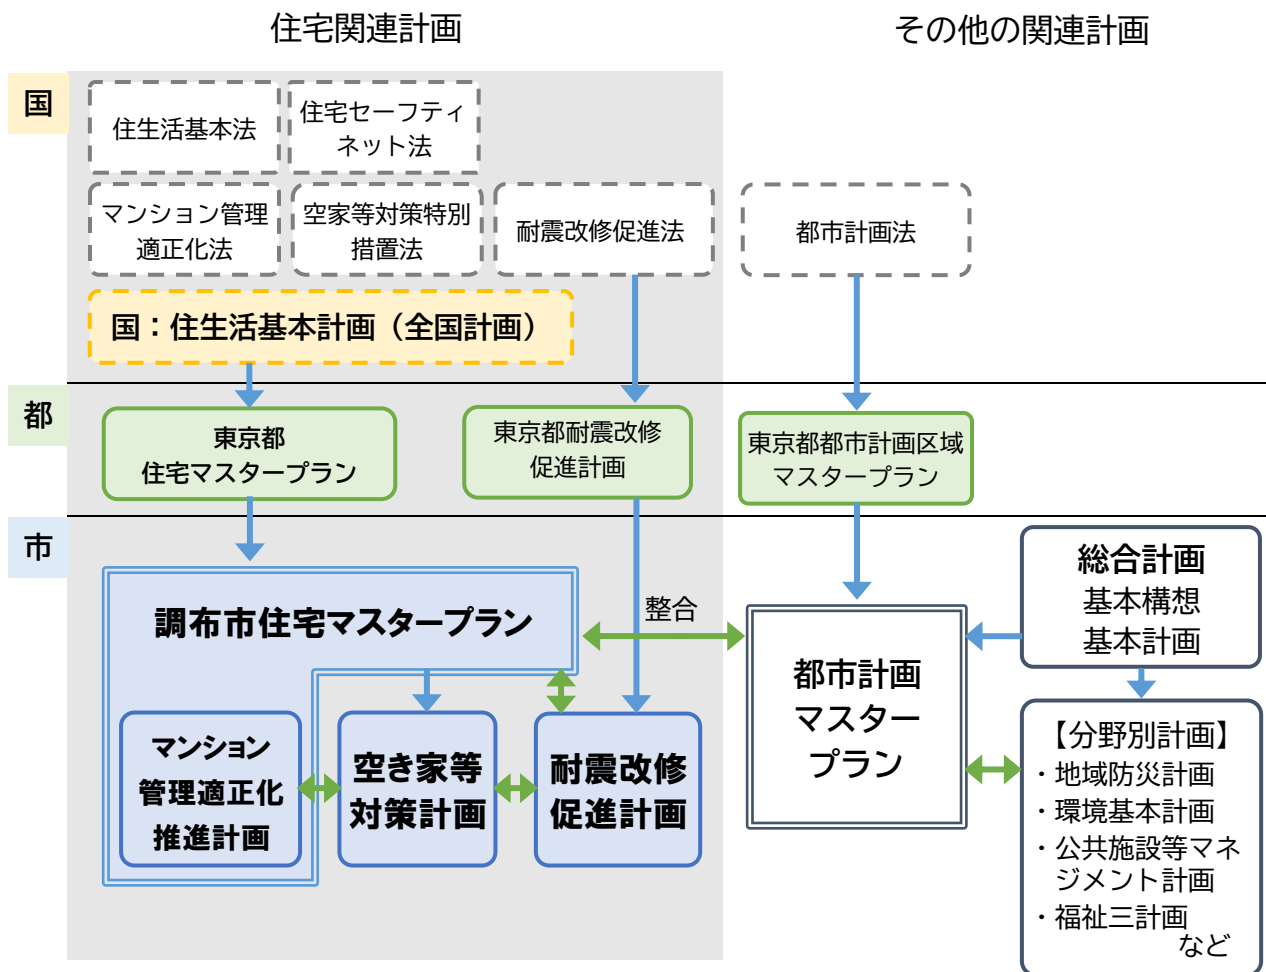 住宅関連計画
その他の関連計画
国
住生活基本法
住宅セーフティ
ネット法
マンション管理
適正化法
空家等対策特別
措置法
耐震改修促進法
都市計画法
国：住生活基本計画（全国計画）
都
東京都
住宅マスタープラン
東京都耐震改修
促進計画
東京都都市計画区域
マスタープラン
市
調布市住宅マスタープラン
整合
マンション
管理適正化
推進計画
空き家等
対策計画
耐震改修
促進計画
都市計画
マスター
プラン
総合計画
基本構想
基本計画
【分野別計画】
・地域防災計画
・環境基本計画
・公共施設等マネ
ジメント計画
・福祉三計画
など